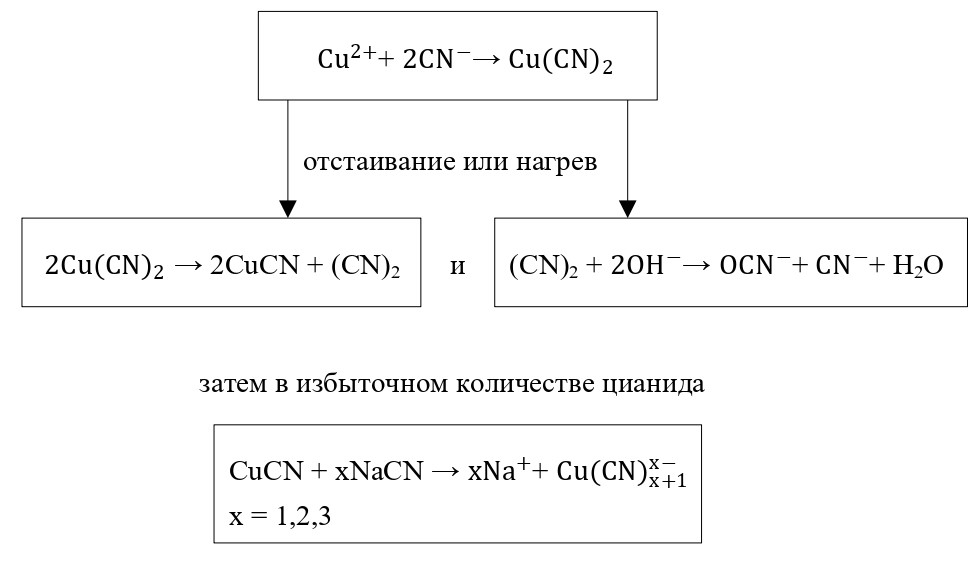 Cu²⁺+ 2CN⁻→ Cu(CN)₂
отстаивание или нагрев
2Cu(CN)₂ → 2CuCN + (CN)₂
и
(CN)₂ + 2OH⁻→ OCN⁻+ CN⁻+ H₂O
затем в избыточном количестве цианида
CuCN + xNaCN → xNa⁺+ Cu(CN)ₓ₊₁ˣ⁻
x = 1,2,3